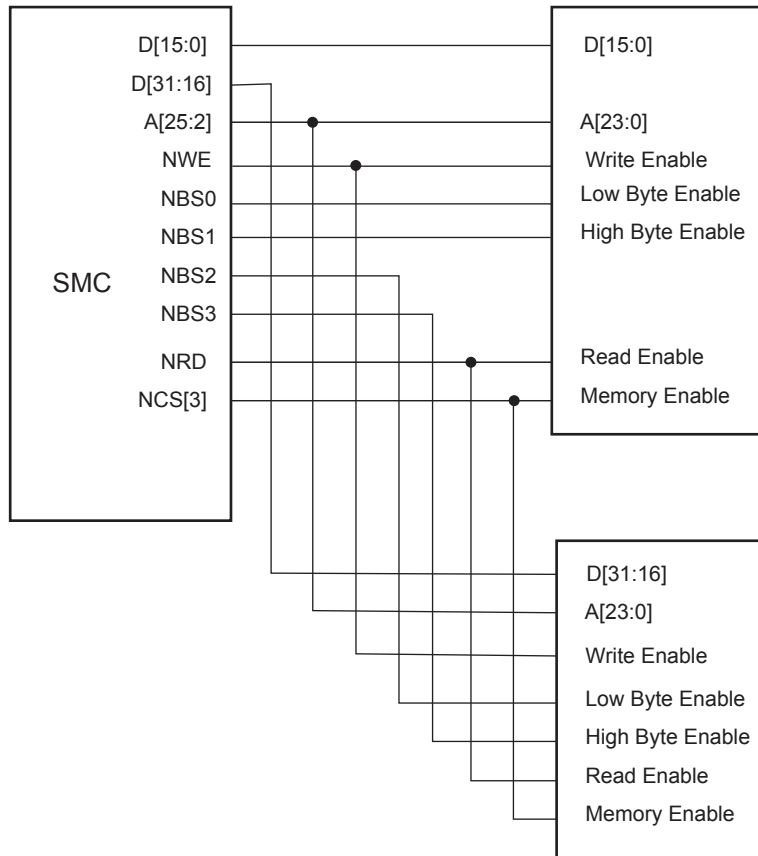 D[15:0]
D[31:16]
A[25:2]
NWE
NBS0
NBS1
NBS2
NBS3
NRD
NCS[3]
SMC
D[15:0]
A[23:0]
Write Enable
Low Byte Enable
High Byte Enable
Read Enable
Memory Enable
D[31:16]
A[23:0]
Write Enable
Low Byte Enable
High Byte Enable
Read Enable
Memory Enable